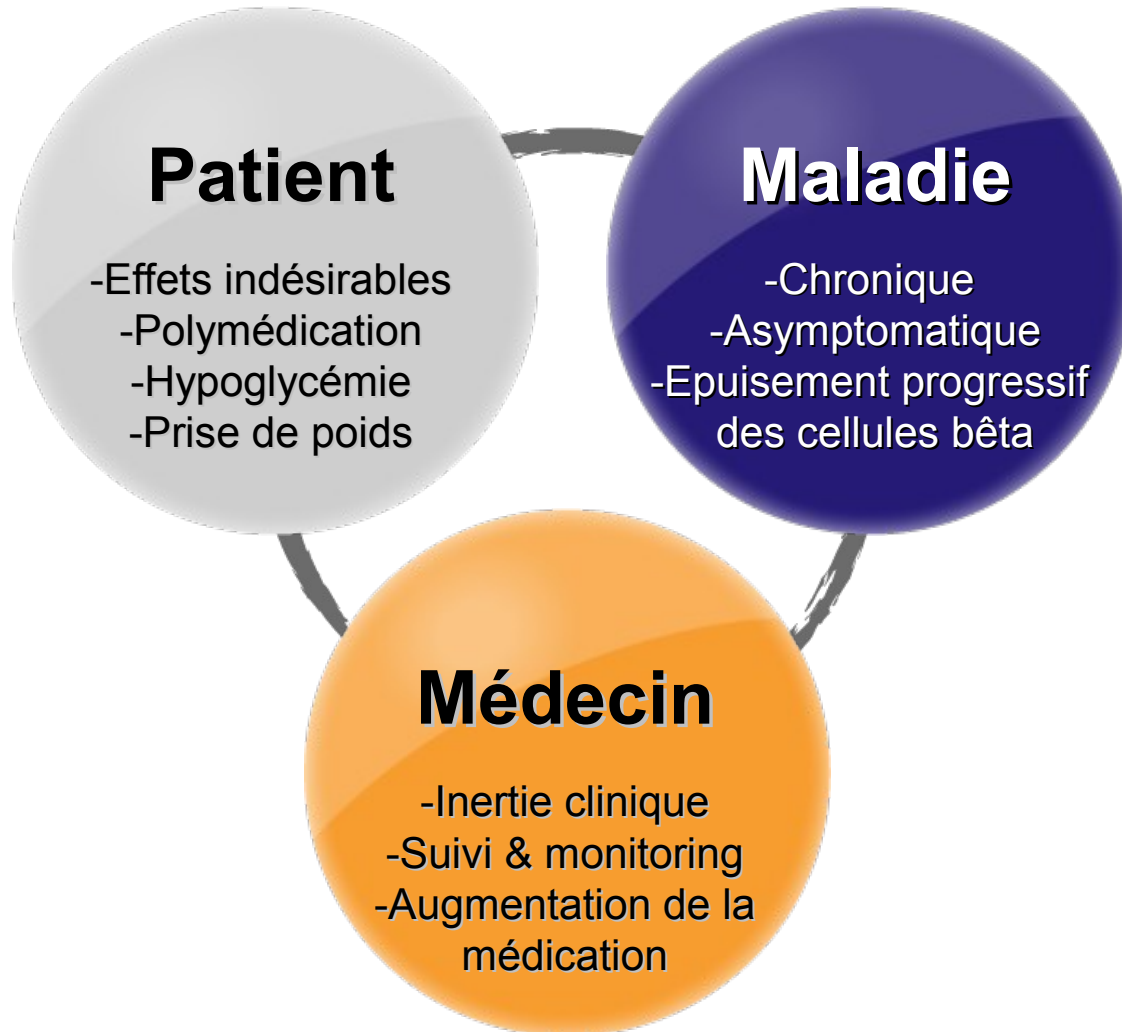 Patient
-Effets indésirables
-Polymédication
-Hypoglycémie
-Prise de poids
Maladie
-Chronique
-Asymptomatique
-Epuisement progressif
des cellules bêta
Médecin
-Inertie clinique
-Suivi & monitoring
-Augmentation de la
médication